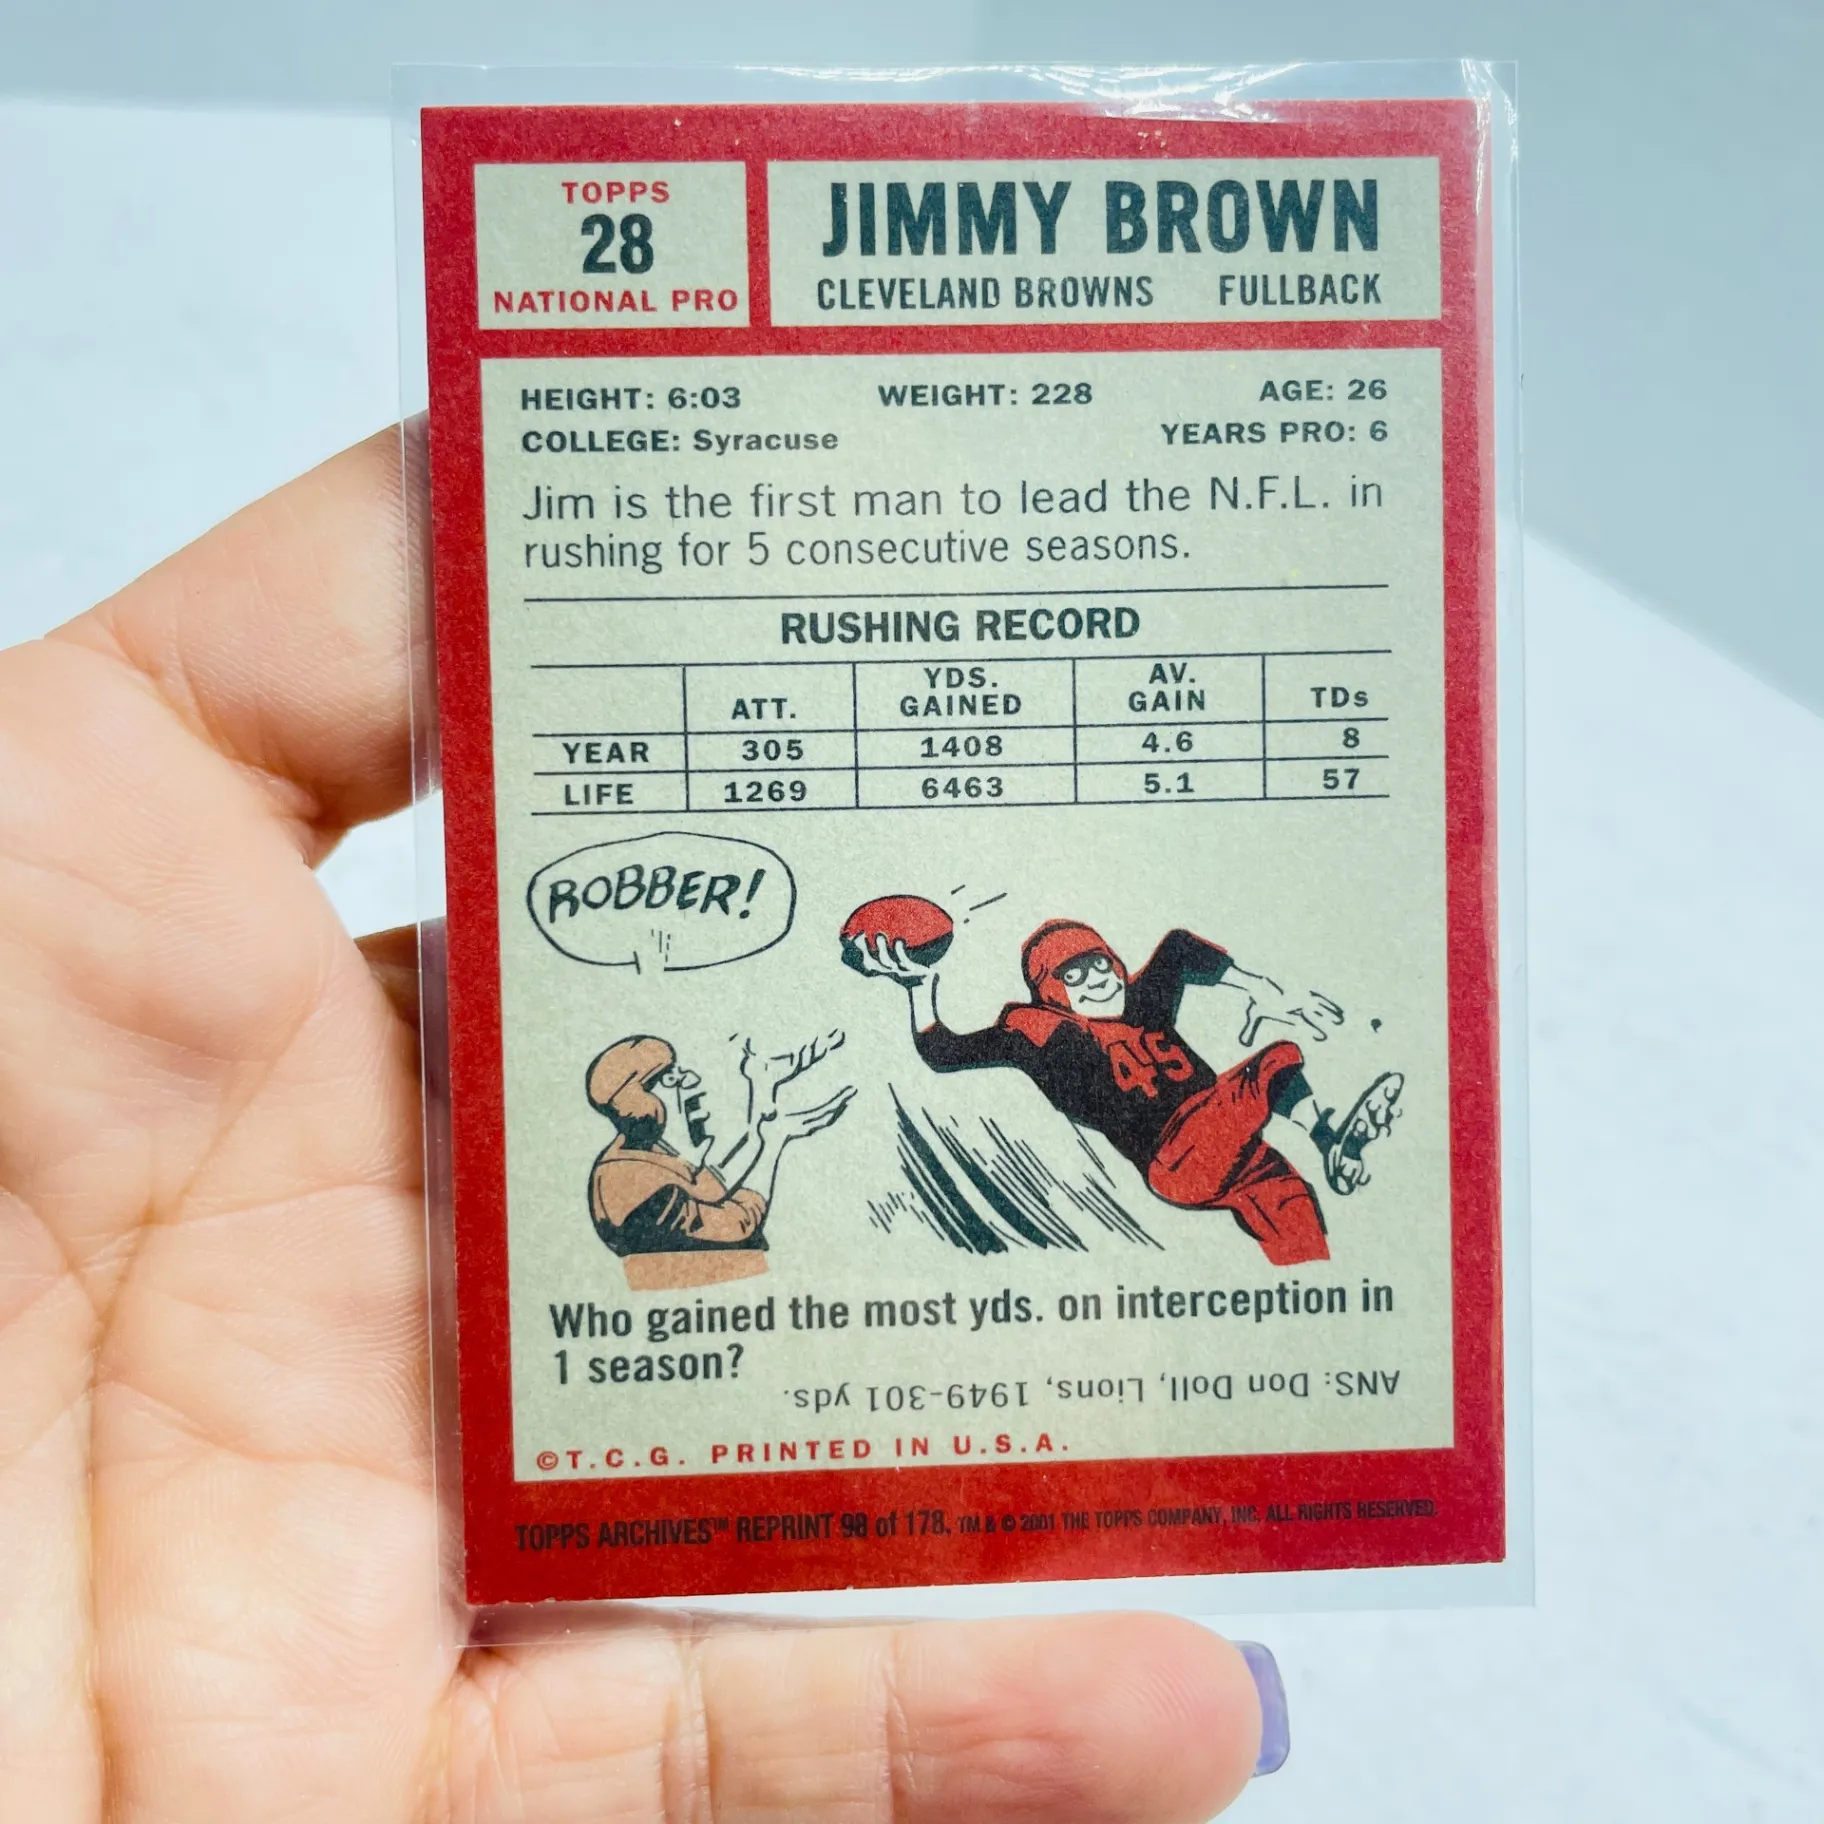 TOPPS
28
NATIONAL PRO
JIMMY BROWN
CLEVELAND BROWNS FULLBACK
HEIGHT: 6:03 WEIGHT: 228 AGE: 26
COLLEGE: Syracuse YEARS PRO: 6
Jim is the first man to lead the N.F.L. in
rushing for 5 consecutive seasons.
RUSHING RECORD
ATT. YDS. GAINED AV. GAIN TDs
YEAR 305 1408 4.6 8
LIFE 1269 6463 5.1 57
ROBBER!
45
Who gained the most yds. on interception in
1 season?
ANS: Don Doll, Lions, 1949-301 yds.
©T.C.G. PRINTED IN U.S.A.
TOPPS ARCHIVES™ REPRINT 98 of 178. TM & © 2001 THE TOPPS COMPANY, INC. ALL RIGHTS RESERVED.